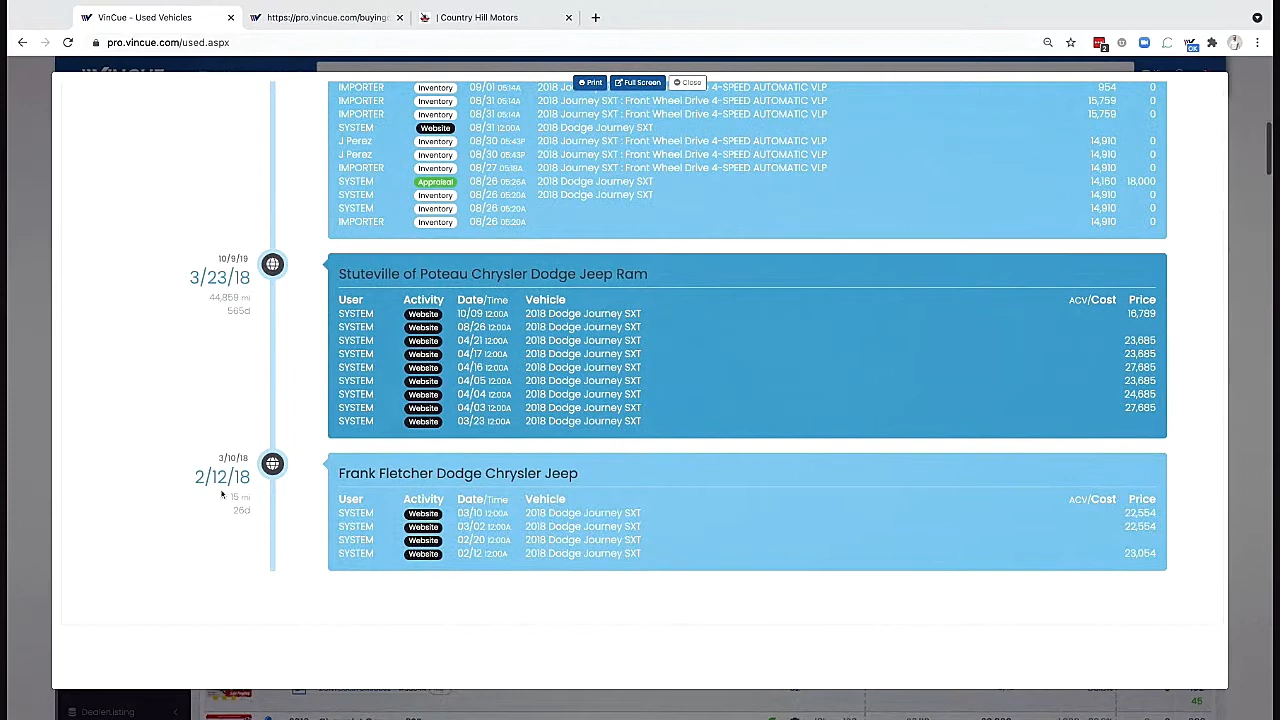 VinCue - Used Vehicles
https://pro.vincue.com/buying
| Country Hill Motors
pro.vincue.com/used.aspx
2
OK
Print
Full Screen
Close
IMPORTER Inventory 09/01 05:14A 2018 Journey SXT : Front Wheel Drive 4-SPEED AUTOMATIC VLP 954 0
IMPORTER Inventory 08/31 05:14A 2018 Journey SXT : Front Wheel Drive 4-SPEED AUTOMATIC VLP 15,759 0
IMPORTER Inventory 08/31 05:14A 2018 Journey SXT : Front Wheel Drive 4-SPEED AUTOMATIC VLP 15,759 0
SYSTEM Website 08/31 12:00A 2018 Dodge Journey SXT
J Perez Inventory 08/30 05:43P 2018 Journey SXT : Front Wheel Drive 4-SPEED AUTOMATIC VLP 14,910 0
J Perez Inventory 08/30 05:43P 2018 Journey SXT : Front Wheel Drive 4-SPEED AUTOMATIC VLP 14,910 0
IMPORTER Inventory 08/27 05:18A 2018 Journey SXT : Front Wheel Drive 4-SPEED AUTOMATIC VLP 14,910 0
SYSTEM Appraisal 08/26 05:26A 2018 Dodge Journey SXT 14,160 18,000
SYSTEM Inventory 08/26 05:20A 2018 Dodge Journey SXT 14,910 0
SYSTEM Inventory 08/26 05:20A 14,910 0
IMPORTER Inventory 08/26 05:20A 14,910 0
10/9/19
3/23/18
44,859 mi
565d
Stuteville of Poteau Chrysler Dodge Jeep Ram
User Activity Date/Time Vehicle ACV/Cost Price
SYSTEM Website 10/09 12:00A 2018 Dodge Journey SXT 16,789
SYSTEM Website 08/26 12:00A 2018 Dodge Journey SXT
SYSTEM Website 04/21 12:00A 2018 Dodge Journey SXT 23,685
SYSTEM Website 04/17 12:00A 2018 Dodge Journey SXT 23,685
SYSTEM Website 04/16 12:00A 2018 Dodge Journey SXT 27,685
SYSTEM Website 04/05 12:00A 2018 Dodge Journey SXT 23,685
SYSTEM Website 04/04 12:00A 2018 Dodge Journey SXT 24,685
SYSTEM Website 04/03 12:00A 2018 Dodge Journey SXT 27,685
SYSTEM Website 03/23 12:00A 2018 Dodge Journey SXT
3/10/18
2/12/18
15 mi
26d
Frank Fletcher Dodge Chrysler Jeep
User Activity Date/Time Vehicle ACV/Cost Price
SYSTEM Website 03/10 12:00A 2018 Dodge Journey SXT 22,554
SYSTEM Website 03/02 12:00A 2018 Dodge Journey SXT 22,554
SYSTEM Website 02/20 12:00A 2018 Dodge Journey SXT
SYSTEM Website 02/12 12:00A 2018 Dodge Journey SXT 23,054
45
DealerListing